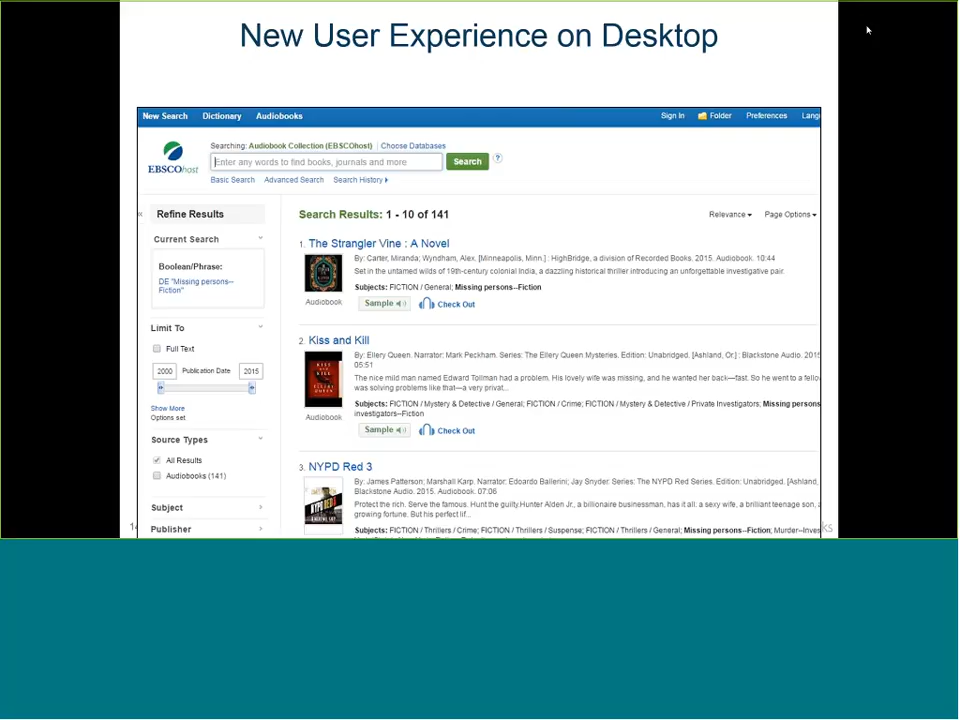 New User Experience on Desktop
New Search Dictionary Audiobooks Sign In Folder Preferences Lang
Searching: Audiobook Collection (EBSCOhost) | Choose Databases
EBSCOhost
Enter any words to find books, journals and more Search ?
Basic Search Advanced Search Search History
« Refine Results
Current Search
Boolean/Phrase:
DE "Missing persons--
Fiction"
Limit To
Full Text
2000 Publication Date 2015
Show More
Options set
Source Types
All Results
Audiobooks (141)
Subject
Publisher
Search Results: 1 - 10 of 141 Relevance Page Options
1. The Strangler Vine : A Novel
By: Carter, Miranda; Wyndham, Alex. [Minneapolis, Minn.] : HighBridge, a division of Recorded Books. 2015. Audiobook. 10:44
Set in the untamed wilds of 19th-century colonial India, a dazzling historical thriller introducing an unforgettable investigative pair.
Subjects: FICTION / General; Missing persons--Fiction
Audiobook Sample Check Out
2. Kiss and Kill
By: Ellery Queen. Narrator: Mark Peckham. Series: The Ellery Queen Mysteries. Edition: Unabridged. [Ashland, Or.] : Blackstone Audio. 2015
05:51
The nice mild man named Edward Tollman had a problem. His lovely wife was missing, and he wanted her back—fast. So he went to a fello
was solving problems like that—a very privat...
Subjects: FICTION / Mystery & Detective / General; FICTION / Crime; FICTION / Mystery & Detective / Private Investigators; Missing persons
investigators--Fiction
KISS AND KILL
ELLERY QUEEN
Audiobook
Sample Check Out
3. NYPD Red 3
By: James Patterson; Marshall Karp. Narrator: Edoardo Ballerini; Jay Snyder. Series: The NYPD Red Series. Edition: Unabridged. [Ashland,
Blackstone Audio. 2015. Audiobook. 07:06
Protect the rich. Serve the famous. Hunt the guilty.Hunter Alden Jr., a billionaire businessman, has it all: a sexy wife, a brilliant teenage son, a
growing fortune. But his perfect lif...
NYPD RED 3
Subjects: FICTION / Thrillers / Crime; FICTION / Thrillers / Suspense; FICTION / Thrillers / General; Missing persons--Fiction; Murder--Inves
14
ks